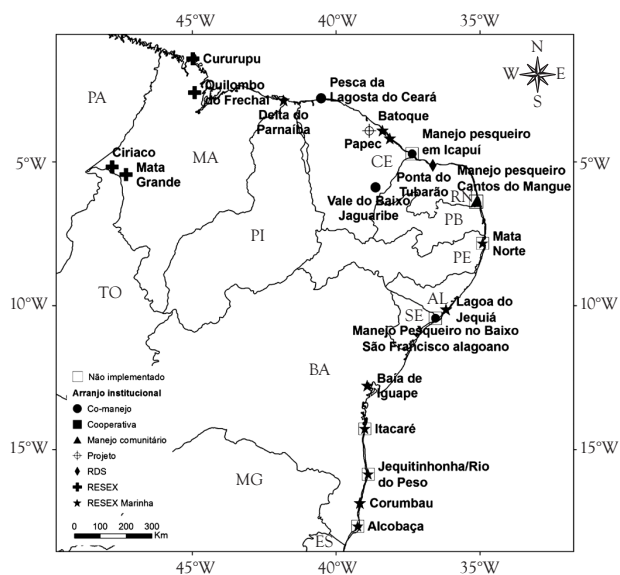 45°W
40°W
35°W
N
W
E
S
Cururupu
Quilombo
do Frechal
Pesca da
Lagosta do Ceará
PA
Delta do
Parnaíba
Batoque
Papec
Manejo pesqueiro
em Icapuí
5°W
5°W
Ciriaco
Mata
Grande
MA
CE
Ponta do
Tubarão
Manejo pesqueiro
Cantos do Mangue
Vale do Baixo
Jaguaribe
RN
PB
PI
PE
Mata
Norte
TO
10°W
10°W
AL
SE
Lagoa do
Jequiá
Manejo Pesqueiro no Baixo
São Francisco alagoano
BA
Baía de
Iguape
Não implementado
Arranjo institucional
Co-manejo
Cooperativa
Manejo comunitário
Projeto
RDS
RESEX
RESEX Marinha
0 100 200 300
Km
Itacaré
15°W
15°W
MG
Jequitinhonha/Rio
do Peso
Corumbau
Alcobaça
ES
45°W
40°W
35°W